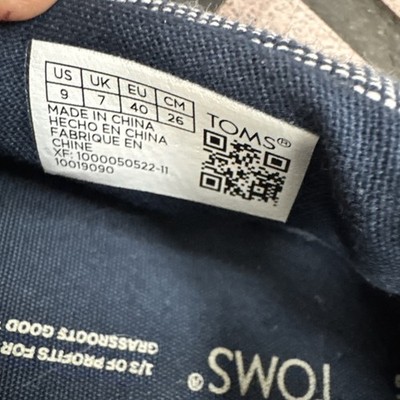 US UK EU CM
9 7 40 26
TOMS®
MADE IN CHINA
HECHO EN CHINA
FABRIQUE EN
CHINE
XF: 1000050522-11
10019090
1/3 OF PROFITS FOR
GRASSROOTS GOOD
TOMS®